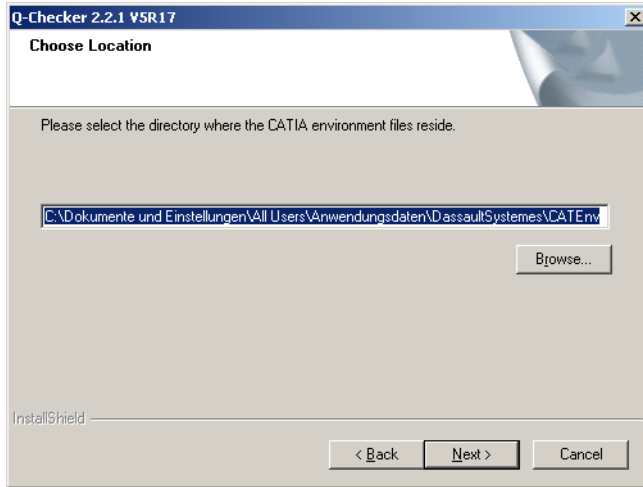 Q-Checker 2.2.1 V5R17
Choose Location
Please select the directory where the CATIA environment files reside.
C:\Dokumente und Einstellungen\All Users\Anwendungsdaten\DassaultSystemes\CATEnv
Browse...
InstallShield
< Back
Next >
Cancel